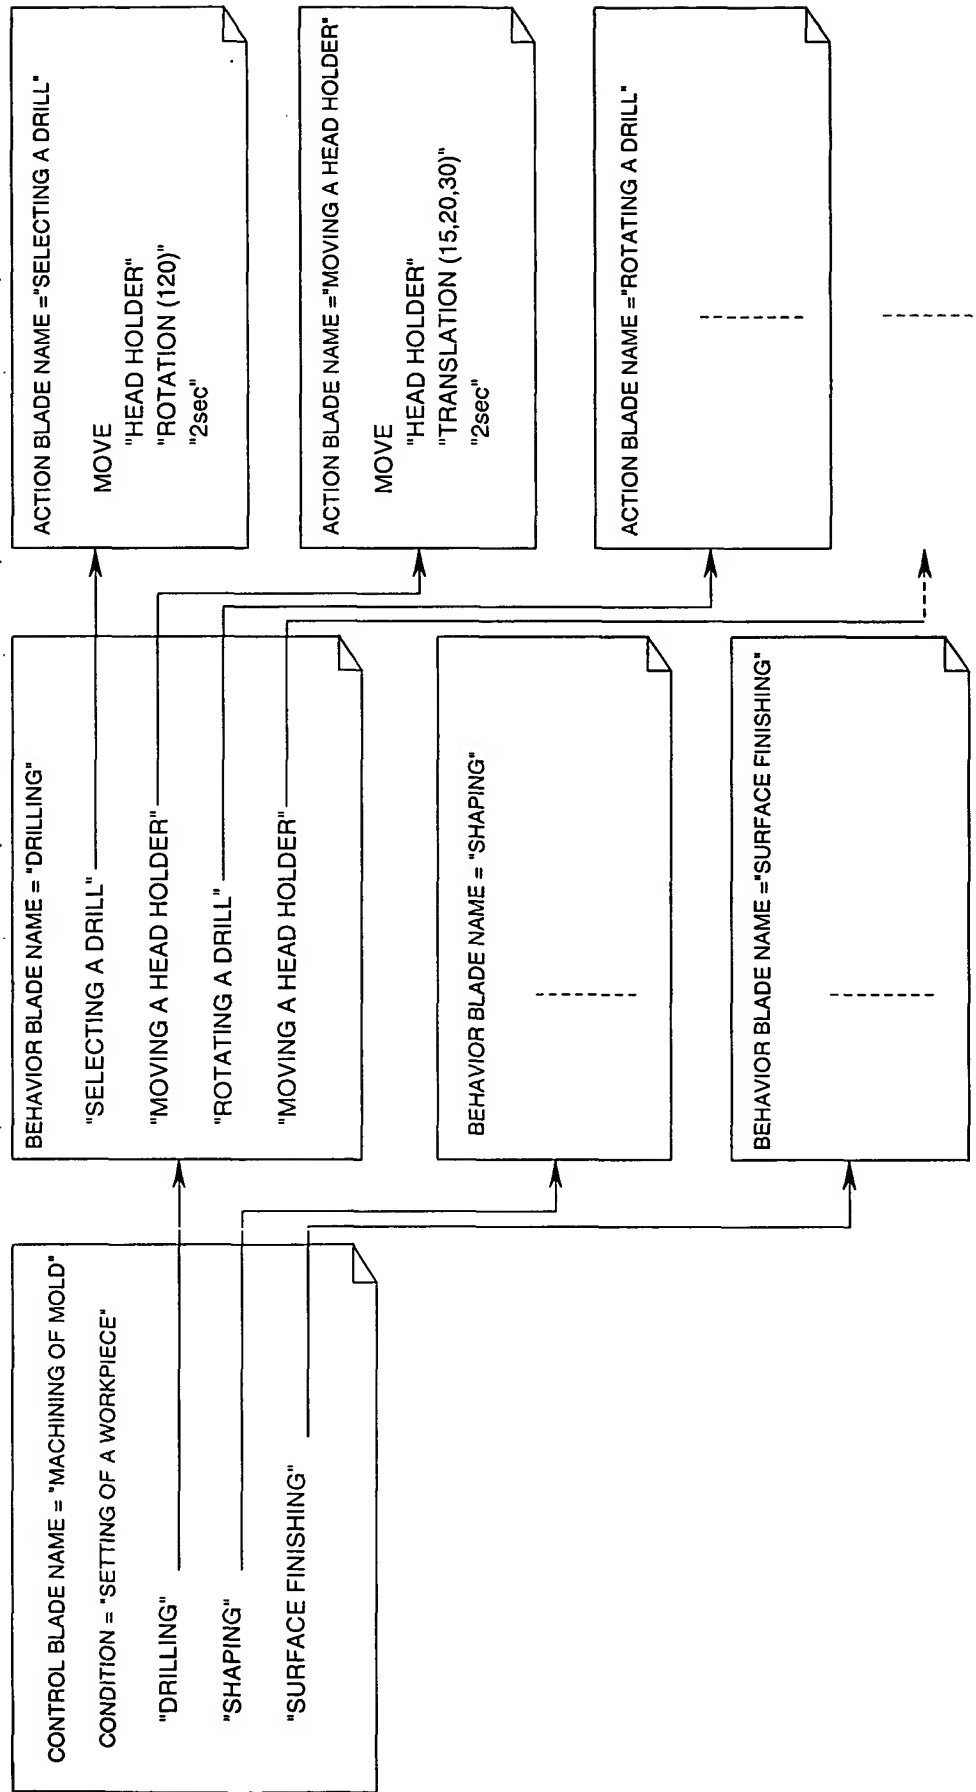 CONTROL BLADE NAME = "MACHINING OF MOLD"
CONDITION = "SETTING OF A WORKPIECE"
"DRILLING"
"SHAPING"
"SURFACE FINISHING"
BEHAVIOR BLADE NAME = "DRILLING"
"SELECTING A DRILL"
"MOVING A HEAD HOLDER"
"ROTATING A DRILL"
"MOVING A HEAD HOLDER"
BEHAVIOR BLADE NAME = "SHAPING"
BEHAVIOR BLADE NAME ="SURFACE FINISHING"
ACTION BLADE NAME ="SELECTING A DRILL"
MOVE
"HEAD HOLDER"
"ROTATION (120)"
"2sec"
ACTION BLADE NAME ="MOVING A HEAD HOLDER"
MOVE
"HEAD HOLDER"
"TRANSLATION (15,20,30)"
"2sec"
ACTION BLADE NAME ="ROTATING A DRILL"